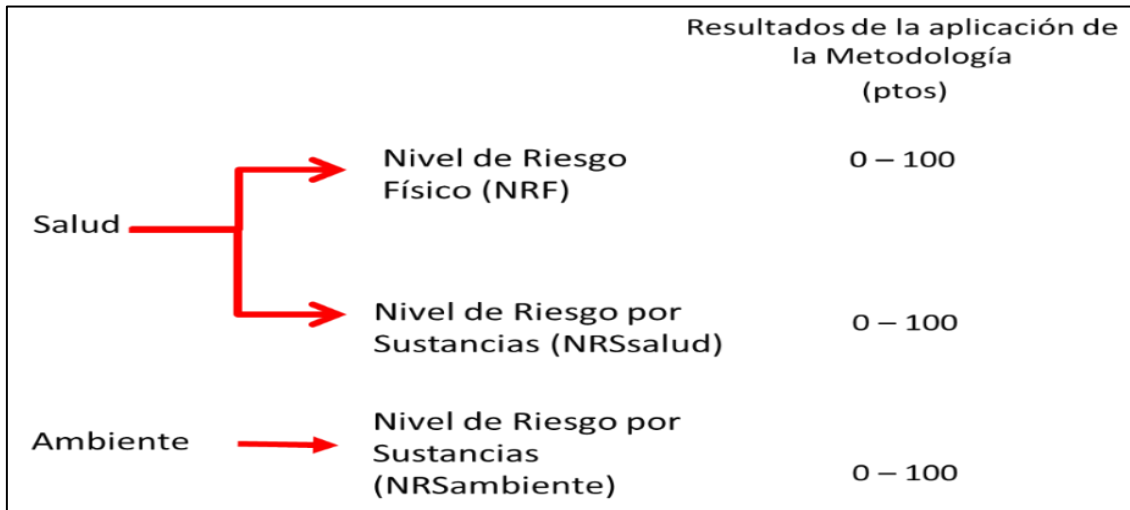 Resultados de la aplicación de
la Metodología
(ptos)
Nivel de Riesgo
Físico (NRF)
0 – 100
Salud
Nivel de Riesgo por
Sustancias (NRSsalud)
0 – 100
Ambiente
Nivel de Riesgo por
Sustancias
(NRSambiente)
0 – 100